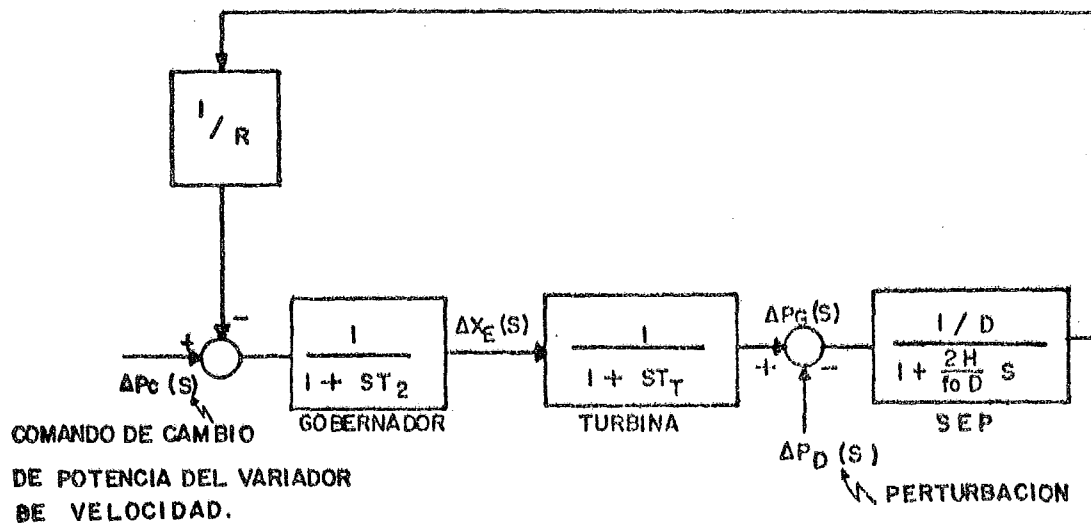 1/R
-
+
ΔPc (S)
COMANDO DE CAMBIO
DE POTENCIA DEL VARIADOR
DE VELOCIDAD.
1
1 + ST2
GOBERNADOR
ΔXE(S)
1
1 + STT
TURBINA
ΔPG(S)
+
-
ΔPD(S)
PERTURBACION
1 / D
1 + 2H/foD S
SEP